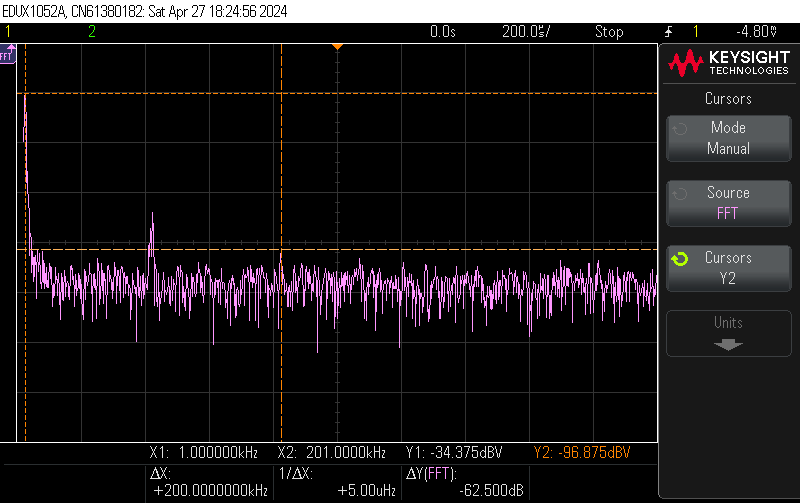 EDUX1052A, CN61380182: Sat Apr 27 18:24:56 2024
1 2 0.0s 200.0us/ Stop 1 -4.80V
FFT
KEYSIGHT
TECHNOLOGIES
Cursors
Mode
Manual
Source
FFT
Cursors
Y2
Units
X1: 1.000000kHz X2: 201.0000kHz Y1: -34.375dBV Y2: -96.875dBV
ΔX: 1/ΔX: ΔY(FFT):
+200.0000000kHz +5.00uHz -62.500dB